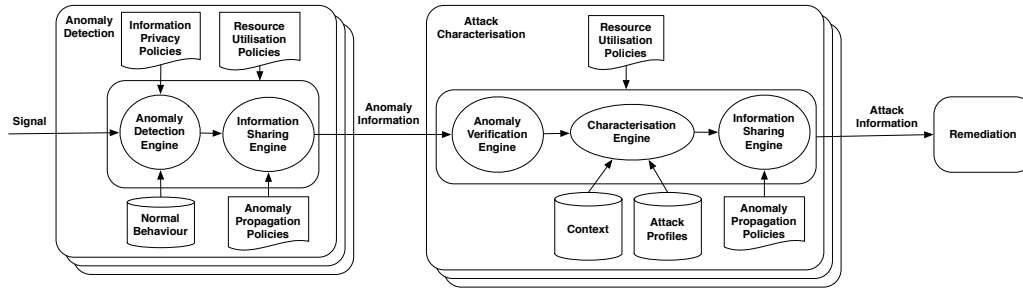 Anomaly
Detection
Information
Privacy
Policies
Resource
Utilisation
Policies
Signal
Anomaly
Detection
Engine
Information
Sharing
Engine
Normal
Behaviour
Anomaly
Propagation
Policies
Anomaly
Information
Attack
Characterisation
Resource
Utilisation
Policies
Anomaly
Verification
Engine
Characterisation
Engine
Information
Sharing
Engine
Context
Attack
Profiles
Anomaly
Propagation
Policies
Attack
Information
Remediation